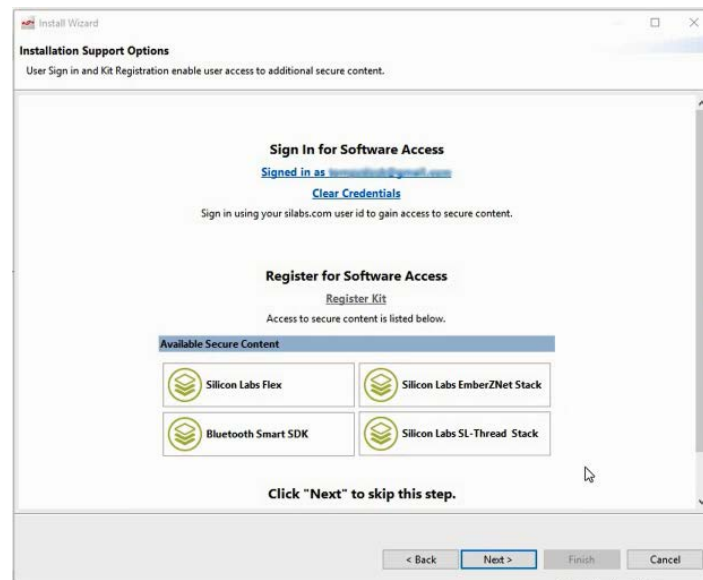 Install Wizard
Installation Support Options
User Sign in and Kit Registration enable user access to additional secure content.
Sign In for Software Access
Signed in as
Clear Credentials
Sign in using your silabs.com user id to gain access to secure content.
Register for Software Access
Register Kit
Access to secure content is listed below.
Available Secure Content
Silicon Labs Flex
Silicon Labs EmberZNet Stack
Bluetooth Smart SDK
Silicon Labs SL-Thread Stack
Click "Next" to skip this step.
< Back
Next >
Finish
Cancel